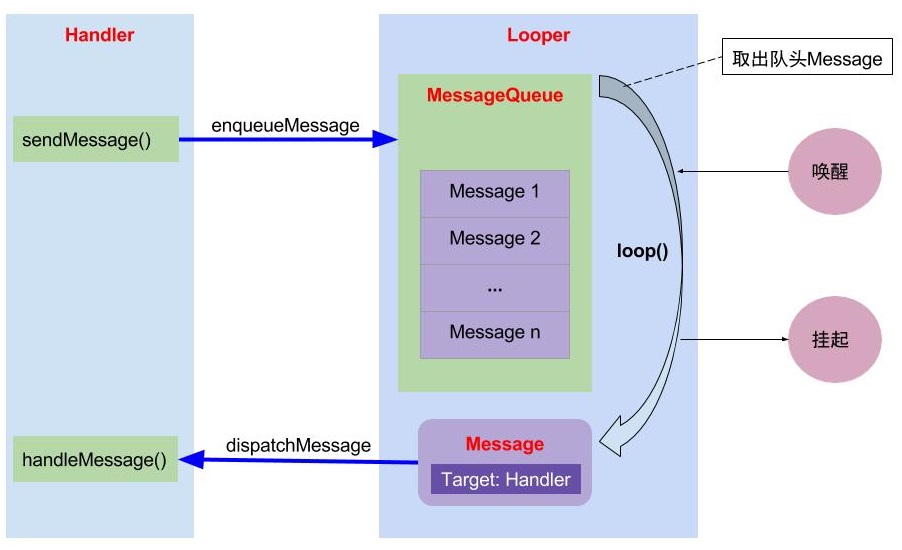 Handler
Looper
取出队头Message
MessageQueue
enqueueMessage
sendMessage()
唤醒
Message 1
Message 2
...
Message n
loop()
挂起
dispatchMessage
handleMessage()
Message
Target: Handler